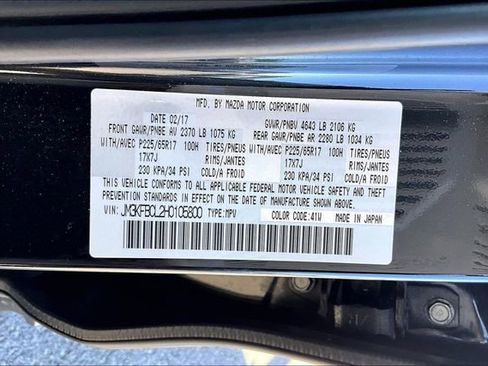 MFD. BY MAZDA MOTOR CORPORATION
DATE 02/17 GVWR/PNBV 4643 LB 2106 KG
FRONT GAWR/PNBE AV 2370 LB 1075 KG REAR GAWR/PNBE AR 2280 LB 1034 KG
WITH/AVEC P225/65R17 100H TIRES/PNEUS WITH/AVEC P225/65R17 100H TIRES/PNEUS
17X7J RIMS/JANTES 17X7J RIMS/JANTES
230 KPA/34 PSI COLD/A FROID 230 KPA/34 PSI COLD/A FROID
THIS VEHICLE CONFORMS TO ALL APPLICABLE FEDERAL MOTOR VEHICLE SAFETY AND THEFT
PREVENTION STANDARDS IN EFFECT ON THE DATE OF MANUFACTURE SHOWN ABOVE.
VIN: JM3KFBCL2H0105800 TYPE:MPV COLOR CODE:41W MADE IN JAPAN